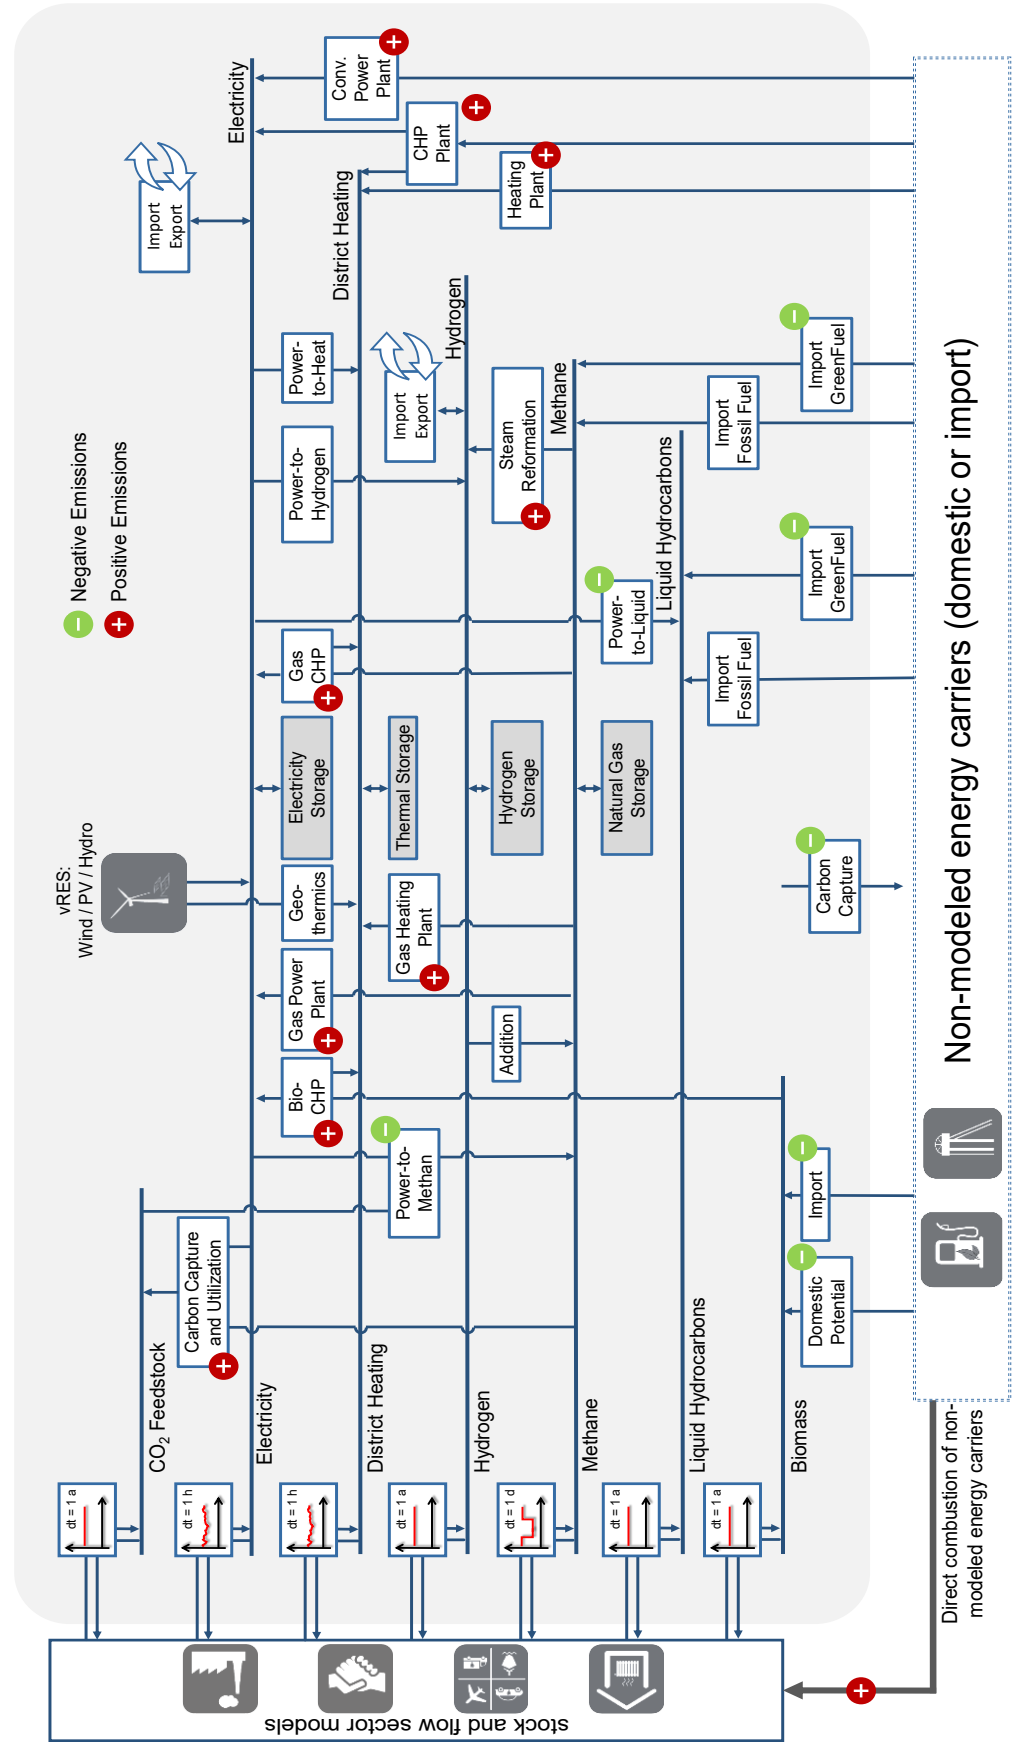 Negative Emissions
Positive Emissions
vRES:
Wind / PV / Hydro
Import
Export
Electricity
Conv.
Power
Plant
CHP
Plant
Heating
Plant
District Heating
Power-
to-Heat
Power-to-
Hydrogen
Import
Export
Hydrogen
Steam
Reformation
Methane
Gas
CHP
Power-
to-Liquid
Liquid Hydrocarbons
Import
Fossil Fuel
Import
GreenFuel
Import
Fossil Fuel
Import
GreenFuel
Electricity
Storage
Thermal Storage
Hydrogen
Storage
Natural Gas
Storage
Geo-
thermics
Gas Heating
Plant
Gas Power
Plant
Addition
Bio-
CHP
Power-to-
Methan
Carbon Capture
and Utilization
Carbon
Capture
Import
Domestic
Potential
dt = 1 a
CO2 Feedstock
dt = 1 h
Electricity
dt = 1 h
District Heating
dt = 1 a
Hydrogen
dt = 1 d
Methane
dt = 1 a
Liquid Hydrocarbons
dt = 1 a
Biomass
stock and flow sector models
Non-modeled energy carriers (domestic or import)
Direct combustion of non-
modeled energy carriers